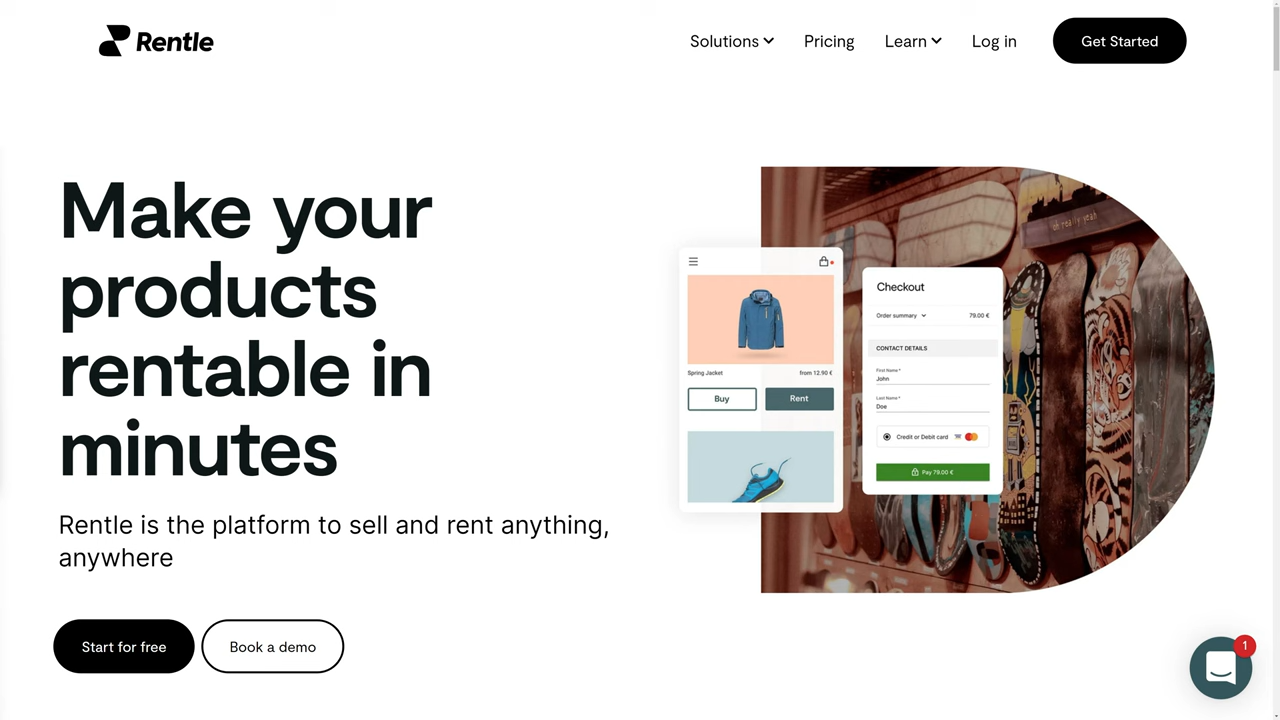 Rentle
Solutions
Pricing
Learn
Log in
Get Started
Make your
products
rentable in
minutes
Rentle is the platform to sell and rent anything,
anywhere
Start for free
Book a demo
Spring Jacket
from 12.90 €
Buy
Rent
Checkout
Order summary
79.00 €
CONTACT DETAILS
First Name *
John
Last Name *
Doe
Credit or Debit card
Pay 79.00 €
oh really yeah
1